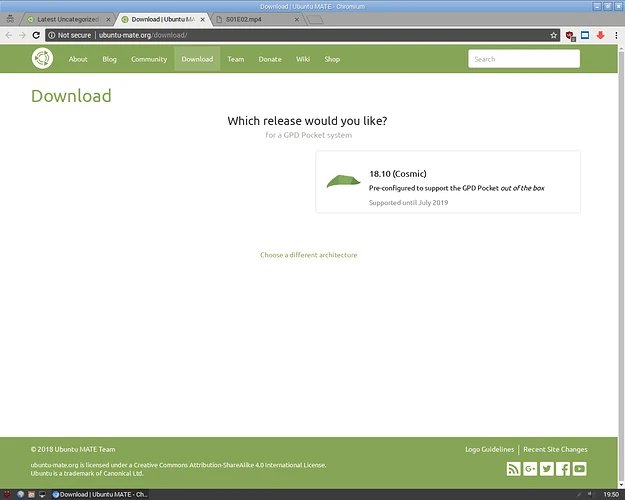 Download | Ubuntu MATE - Chromium
Latest Uncategorized
Download | Ubuntu MATE
S01E02.mp4
Not secure | ubuntu-mate.org/download/
About Blog Community Download Team Donate Wiki Shop Search
Download
Which release would you like?
for a GPD Pocket system
18.10 (Cosmic)
Pre-configured to support the GPD Pocket out of the box
Supported until July 2019
Choose a different architecture
© 2018 Ubuntu MATE Team
Logo Guidelines Recent Site Changes
ubuntu-mate.org is licensed under a Creative Commons Attribution-ShareAlike 4.0 International License.
Ubuntu is a trademark of Canonical Ltd.
Download | Ubuntu MATE - Ch...
19:50